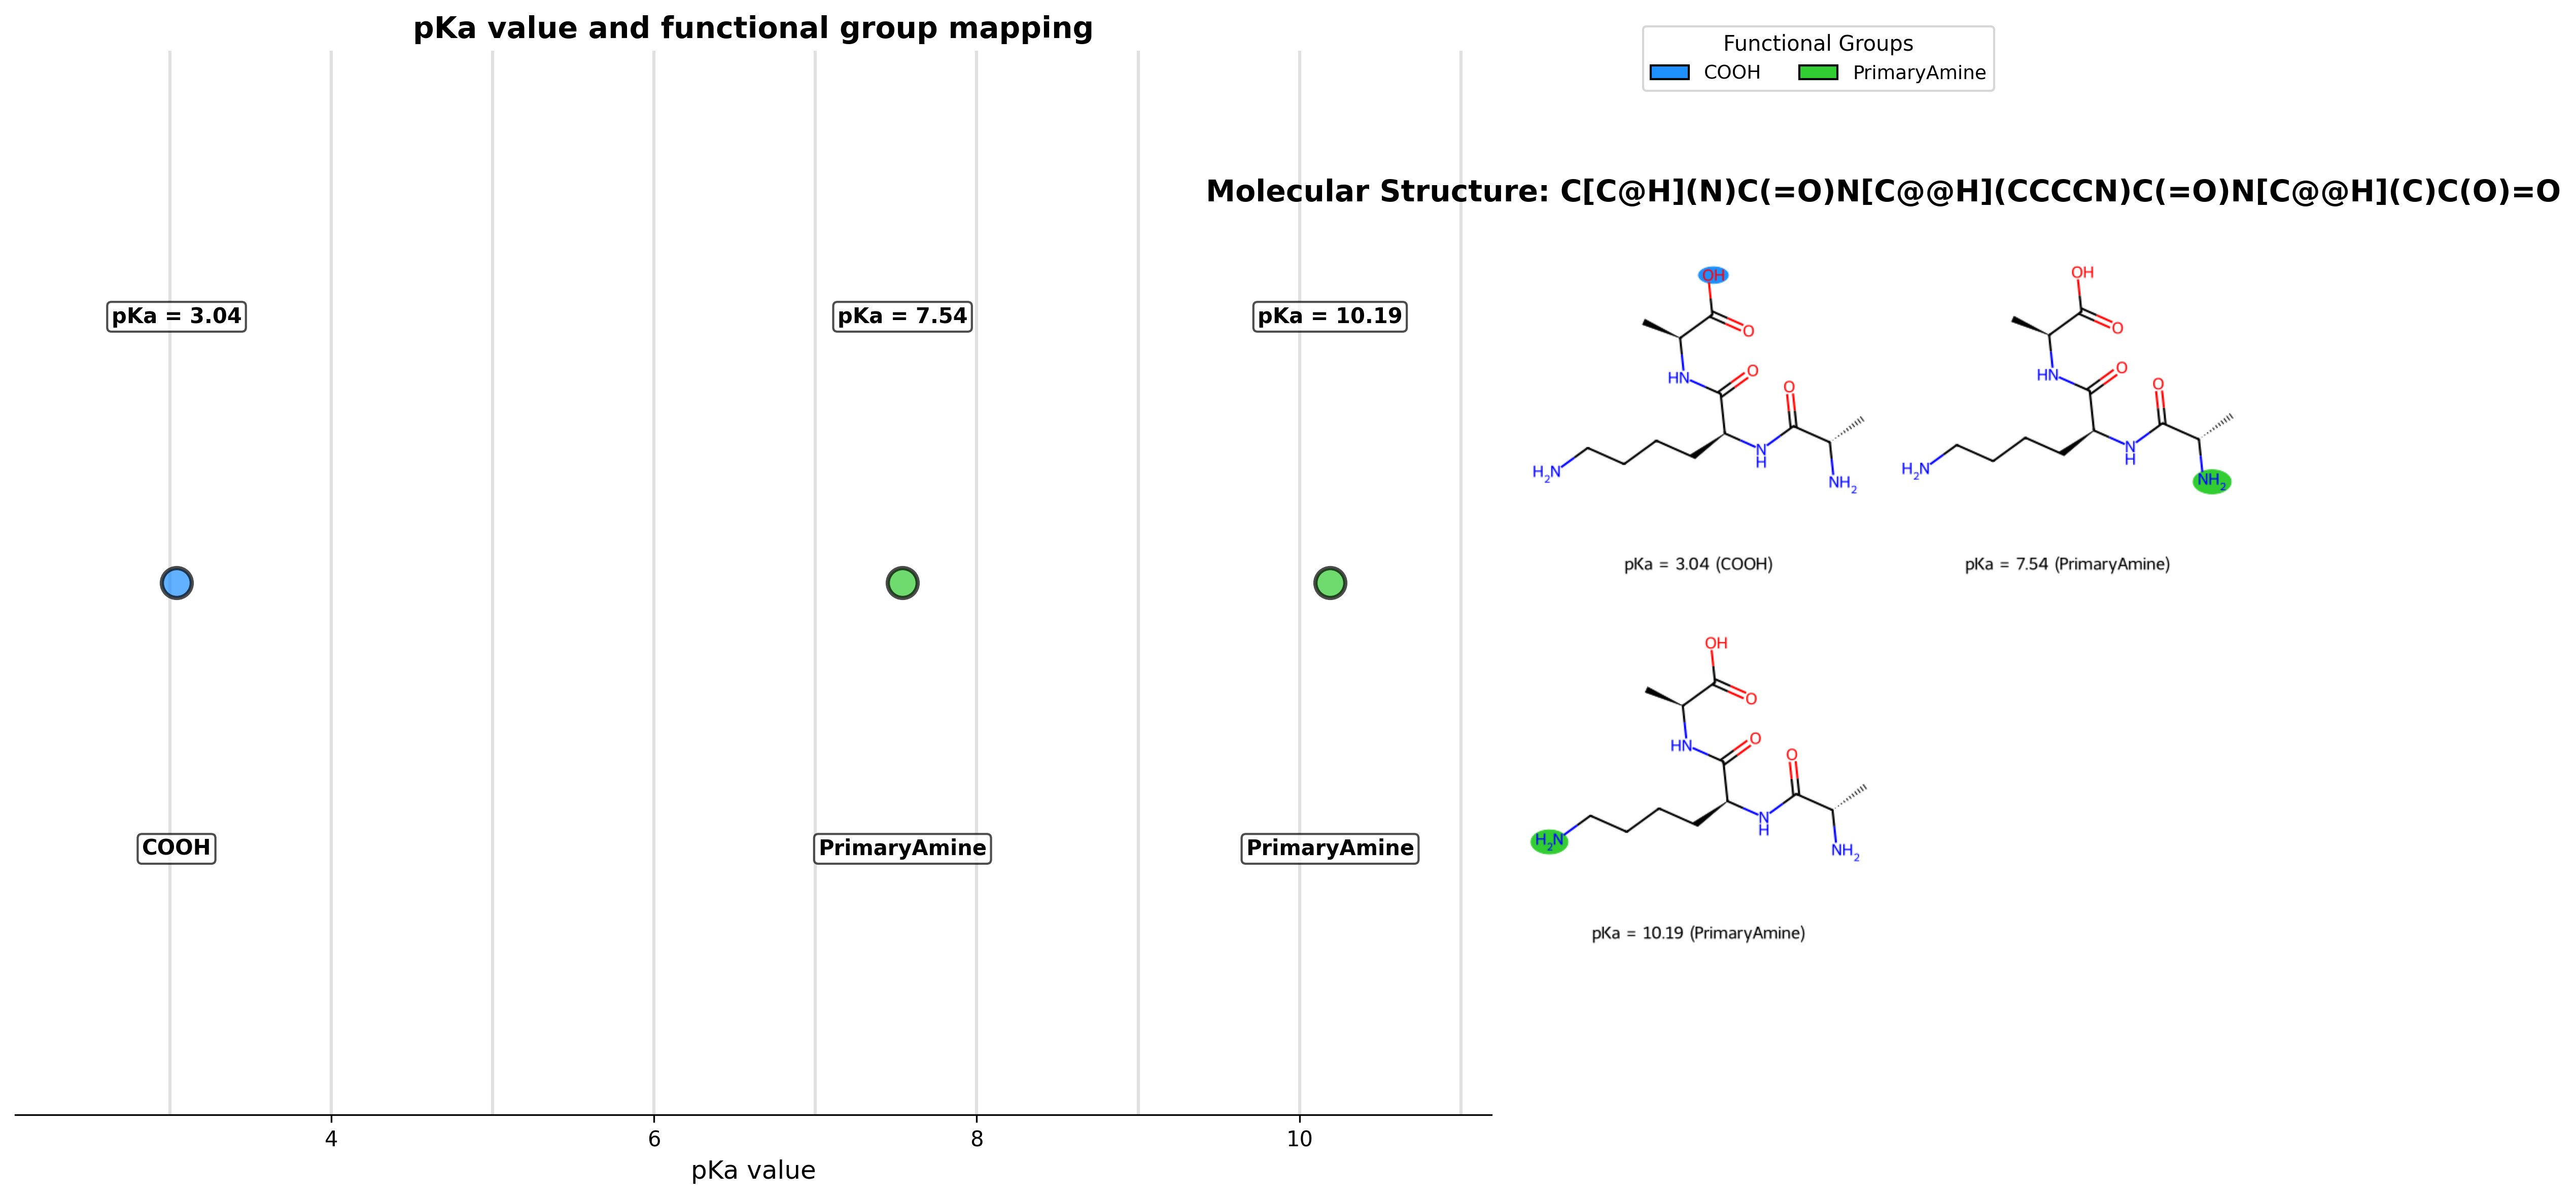 pKa value and functional group mapping
pKa = 3.04
pKa = 7.54
pKa = 10.19
COOH
PrimaryAmine
PrimaryAmine
4
6
8
10
pKa value
Functional Groups
COOH
PrimaryAmine
Molecular Structure: C[C@H](N)C(=O)N[C@@H](CCCCN)C(=O)N[C@@H](C)C(O)=O
OH
O
HN
O
O
H₂N
N
H
NH₂
pKa = 3.04 (COOH)
OH
O
HN
O
O
H₂N
N
H
NH₂
pKa = 7.54 (PrimaryAmine)
OH
O
HN
O
O
H₂N
N
H
NH₂
pKa = 10.19 (PrimaryAmine)